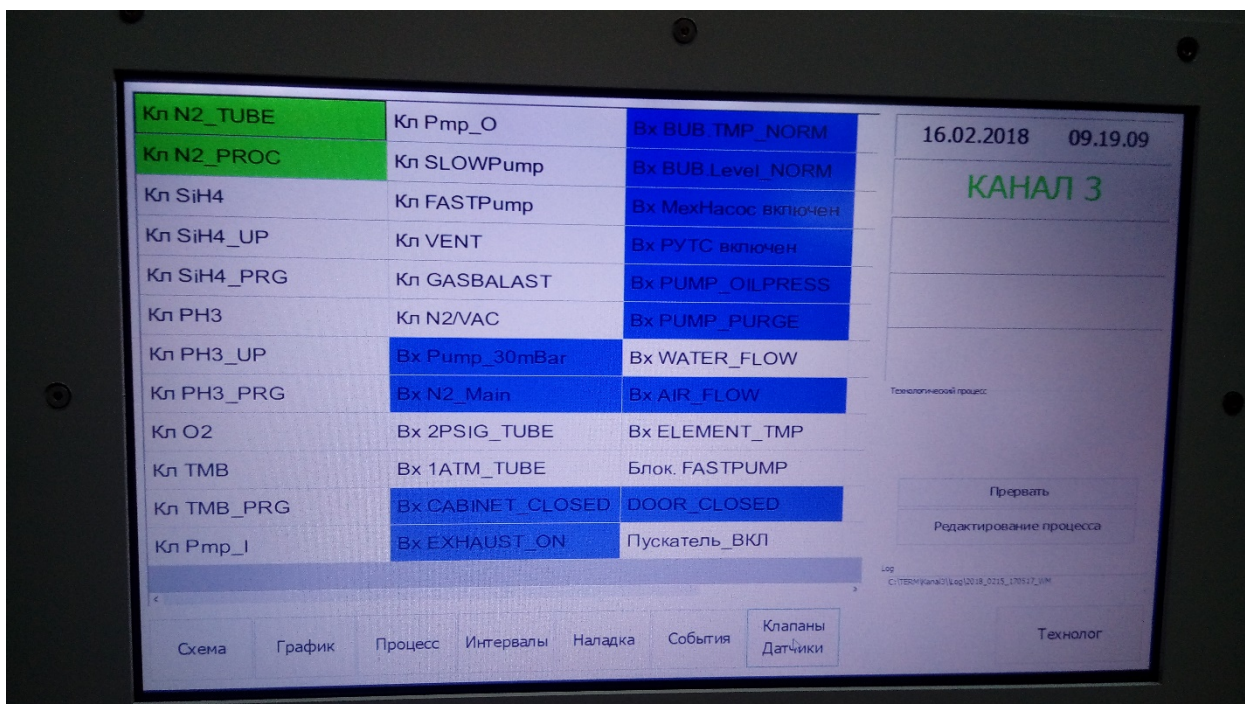 Кл N2_TUBE
Кл N2_PROC
Кл SiH4
Кл SiH4_UP
Кл SiH4_PRG
Кл PH3
Кл PH3_UP
Кл PH3_PRG
Кл O2
Кл TMB
Кл TMB_PRG
Кл Pmp_I
Кл Pmp_O
Кл SLOWPump
Кл FASTPump
Кл VENT
Кл GASBALAST
Кл N2/VAC
Вх Pump_30mBar
Вх N2_Main
Вх 2PSIG_TUBE
Вх 1ATM_TUBE
Вх CABINET_CLOSED
Вх EXHAUST_ON
Вх BUB.TMP_NORM
Вх BUB.Level_NORM
Вх МехНасос включен
Вх РУТС включен
Вх PUMP_OILPRESS
Вх PUMP_PURGE
Вх WATER_FLOW
Вх AIR_FLOW
Вх ELEMENT_TMP
Блок. FASTPUMP
DOOR_CLOSED
Пускатель_ВКЛ
16.02.2018 09.19.09
КАНАЛ 3
Технологический процесс
Прервать
Редактирование процесса
Log
Схема График Процесс Интервалы Наладка События Клапаны
Датчики
Технолог